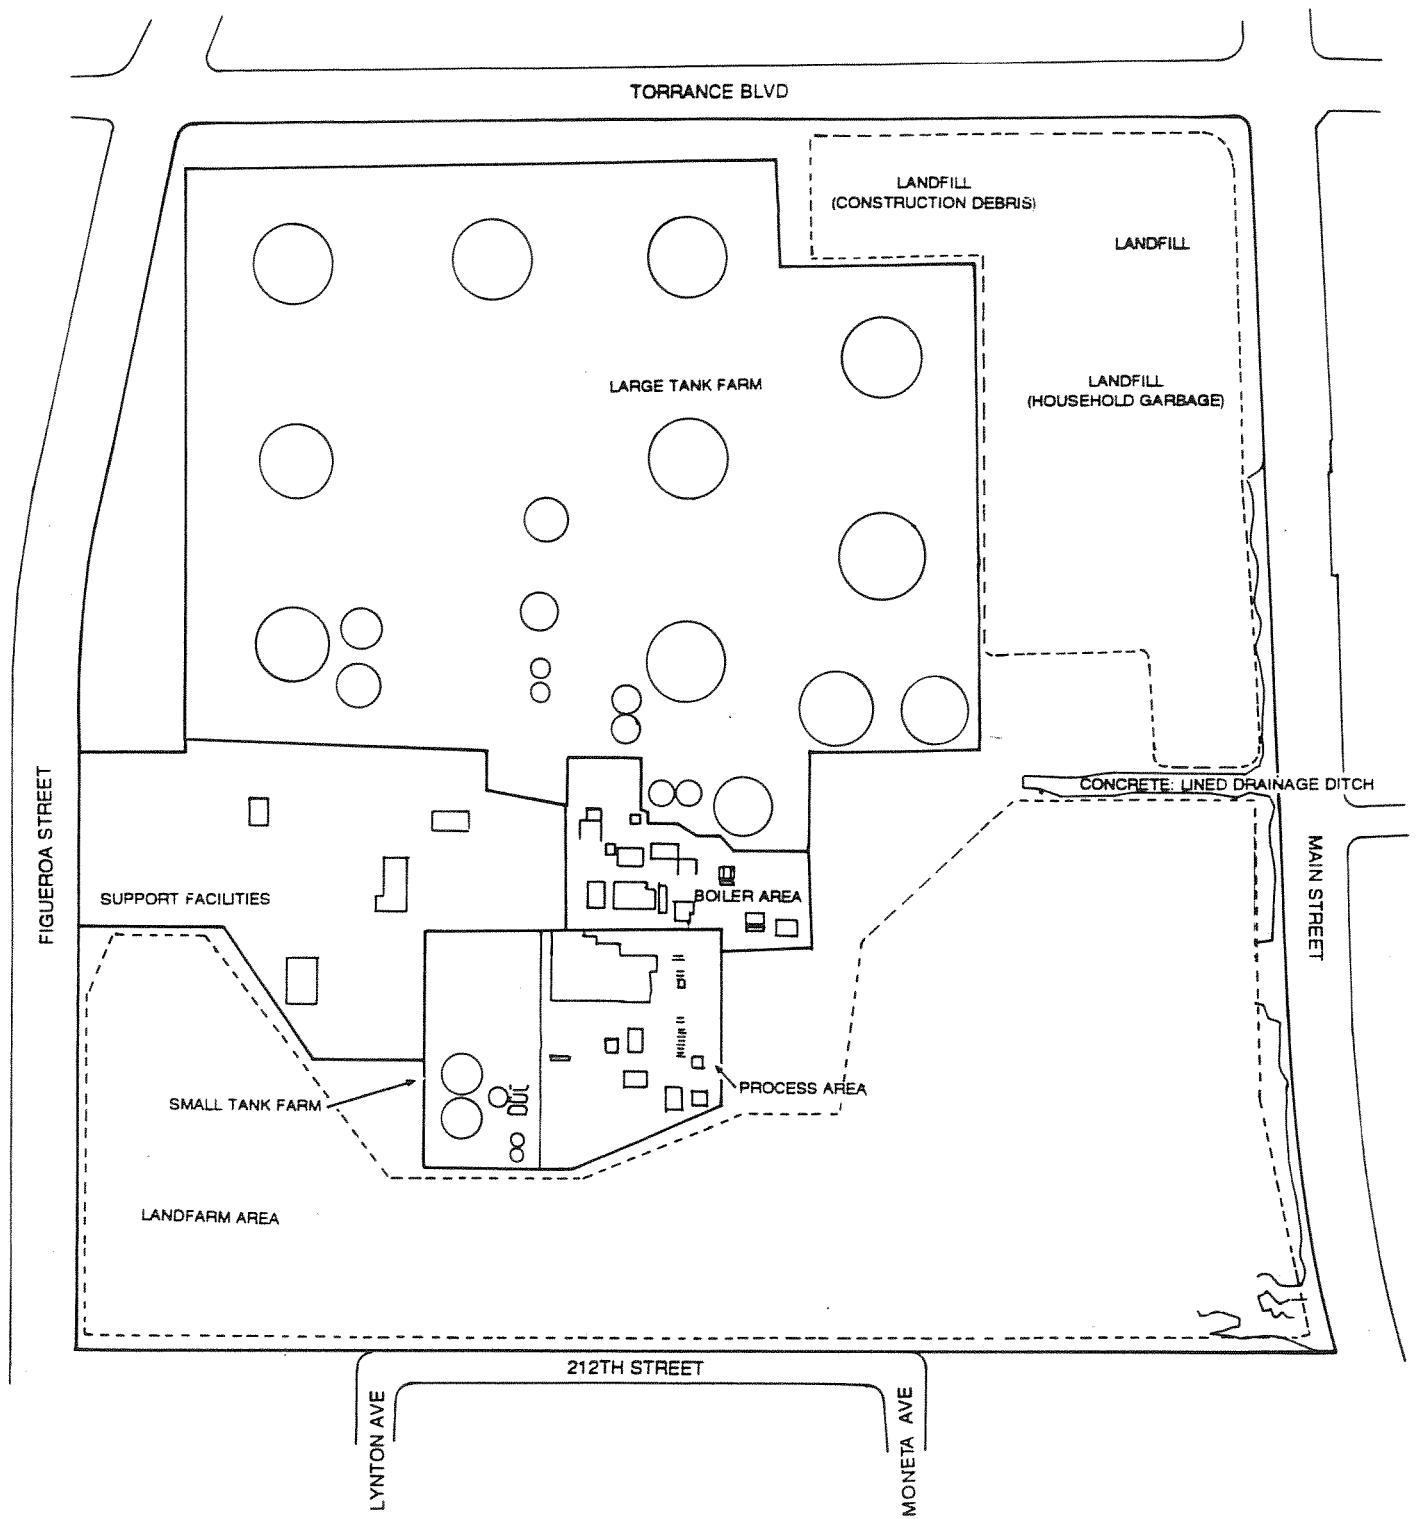 TORRANCE BLVD
LANDFILL
(CONSTRUCTION DEBRIS)
LANDFILL
LARGE TANK FARM
LANDFILL
(HOUSEHOLD GARBAGE)
CONCRETE: LINED DRAINAGE DITCH
FIGUEROA STREET
MAIN STREET
SUPPORT FACILITIES
BOILER AREA
PROCESS AREA
SMALL TANK FARM
LANDFARM AREA
212TH STREET
LYNTON AVE
MONETA AVE